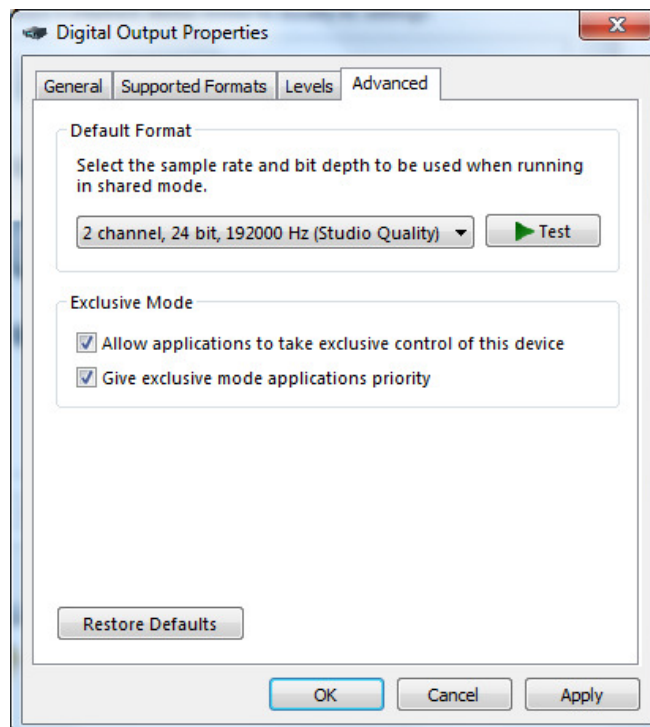 Digital Output Properties
General Supported Formats Levels Advanced
Default Format
Select the sample rate and bit depth to be used when running
in shared mode.
2 channel, 24 bit, 192000 Hz (Studio Quality) Test
Exclusive Mode
Allow applications to take exclusive control of this device
Give exclusive mode applications priority
Restore Defaults
OK Cancel Apply